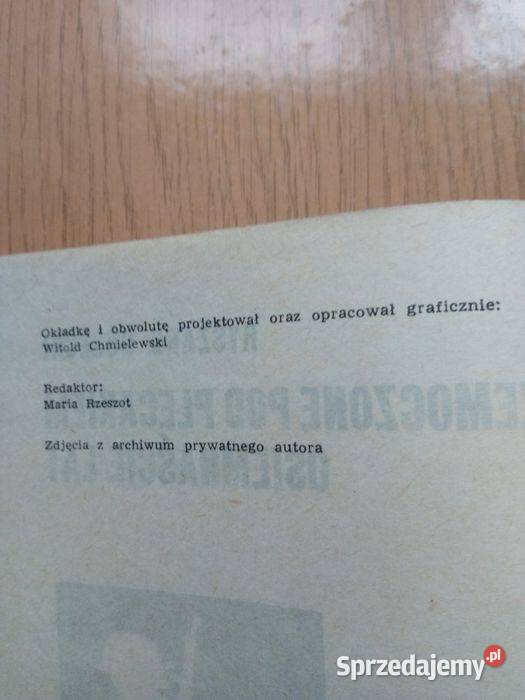 Okładkę i obwolutę projektował oraz opracował graficznie:
Witold Chmielewski
Redaktor:
Maria Rzeszot
Zdjęcia z archiwum prywatnego autora
Sprzedajemy.pl